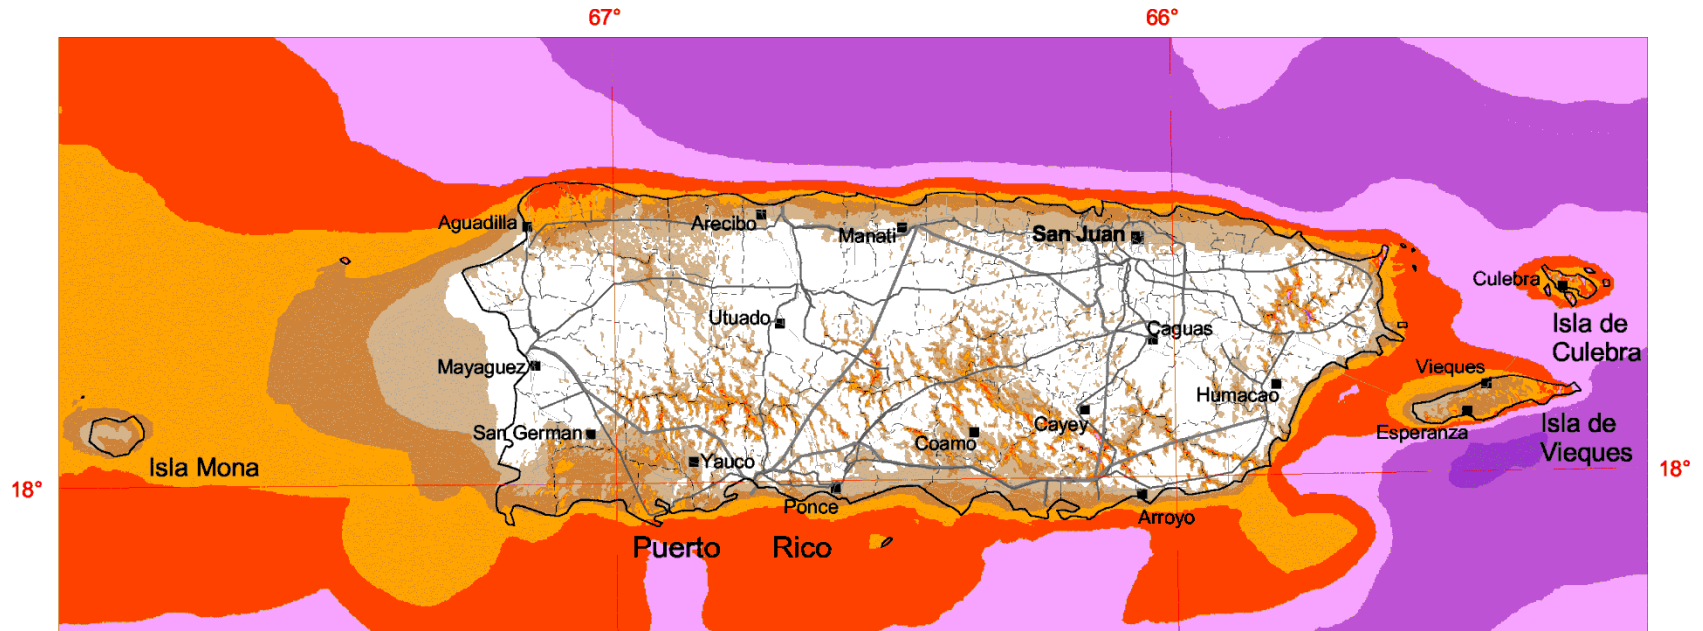 67°
66°
Aguadilla
Arecibo
Manati
San Juan
Culebra
Isla de
Culebra
Utuado
Caguas
Mayaguez
Vieques
Humacao
San German
Coamo
Cayey
Esperanza
Isla de
Vieques
Isla Mona
Yauco
18°
18°
Ponce
Arroyo
Puerto Rico